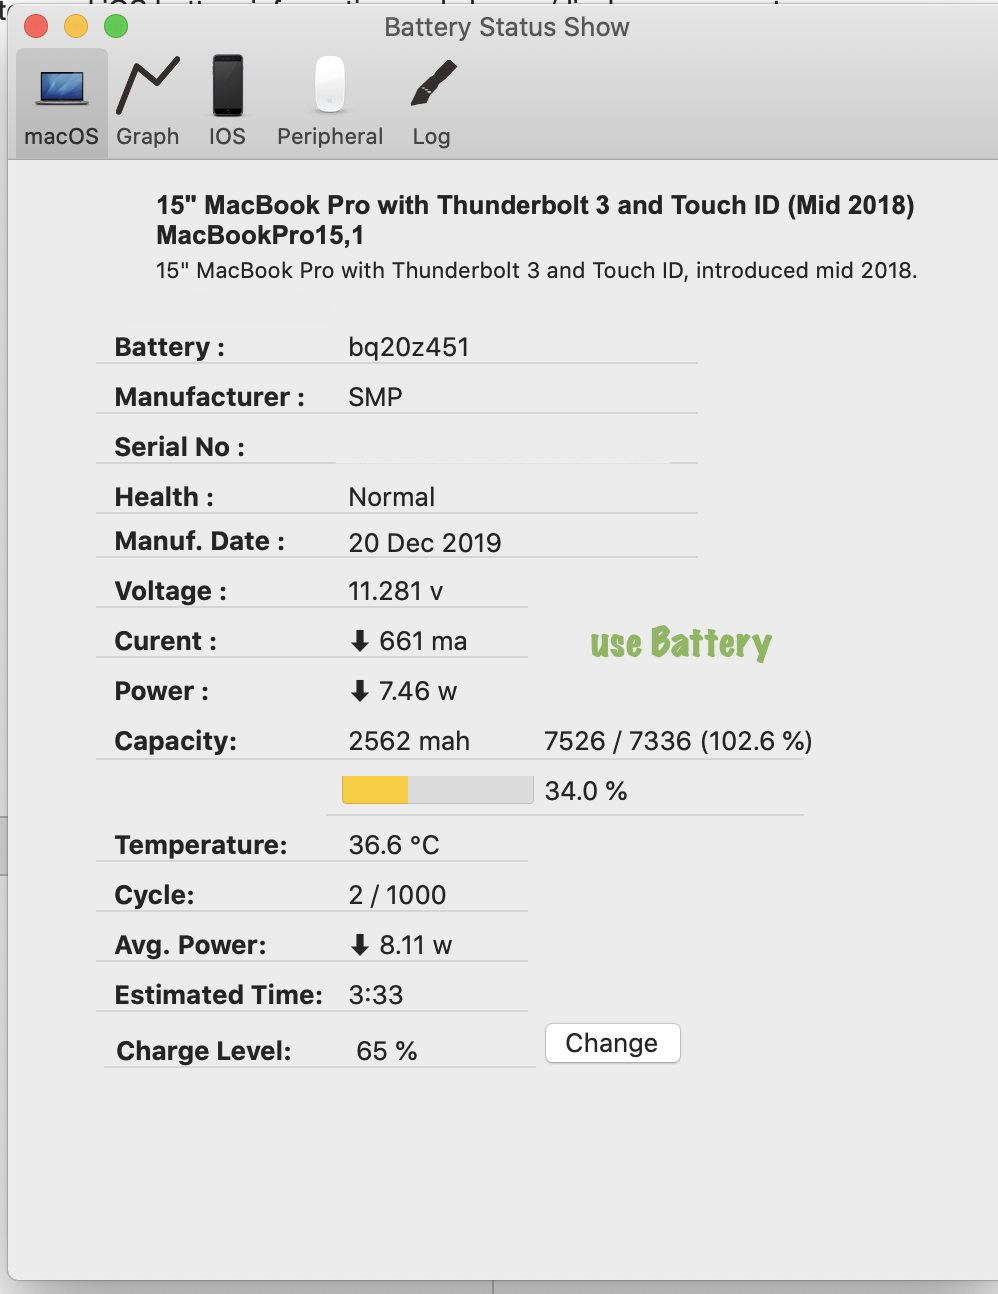 Battery Status Show
macOS Graph IOS Peripheral Log
15" MacBook Pro with Thunderbolt 3 and Touch ID (Mid 2018)
MacBookPro15,1
15" MacBook Pro with Thunderbolt 3 and Touch ID, introduced mid 2018.
Battery : bq20z451
Manufacturer : SMP
Serial No :
Health : Normal
Manuf. Date : 20 Dec 2019
Voltage : 11.281 v
Curent : ⬇ 661 ma use Battery
Power : ⬇ 7.46 w
Capacity: 2562 mah 7526 / 7336 (102.6 %)
34.0 %
Temperature: 36.6 °C
Cycle: 2 / 1000
Avg. Power: ⬇ 8.11 w
Estimated Time: 3:33
Charge Level: 65 % Change